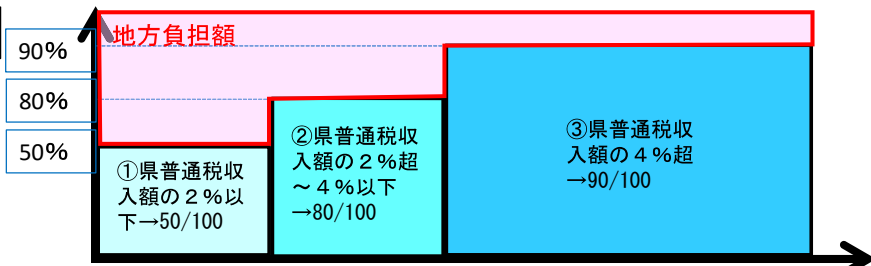 地方負担額
90%
80%
50%
①県普通税収
入額の２％以
下→50/100
②県普通税収
入額の２％超
～４％以下
→80/100
③県普通税収
入額の４％超
→90/100